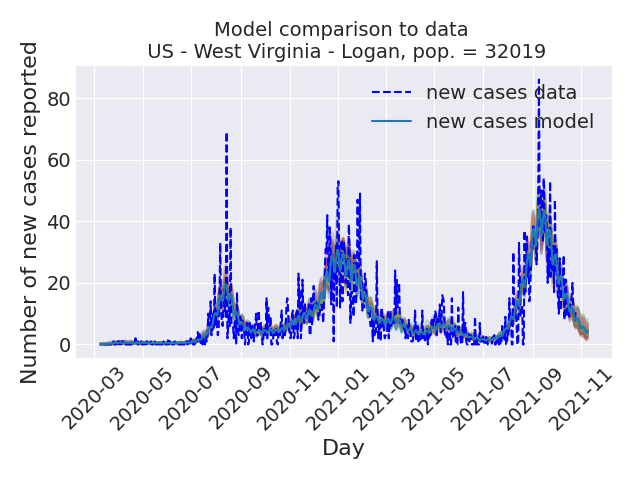 Model comparison to data
US - West Virginia - Logan, pop. = 32019
Number of new cases reported
80
60
40
20
0
new cases data
new cases model
2020-03
2020-05
2020-07
2020-09
2020-11
2021-01
2021-03
2021-05
2021-07
2021-09
2021-11
Day